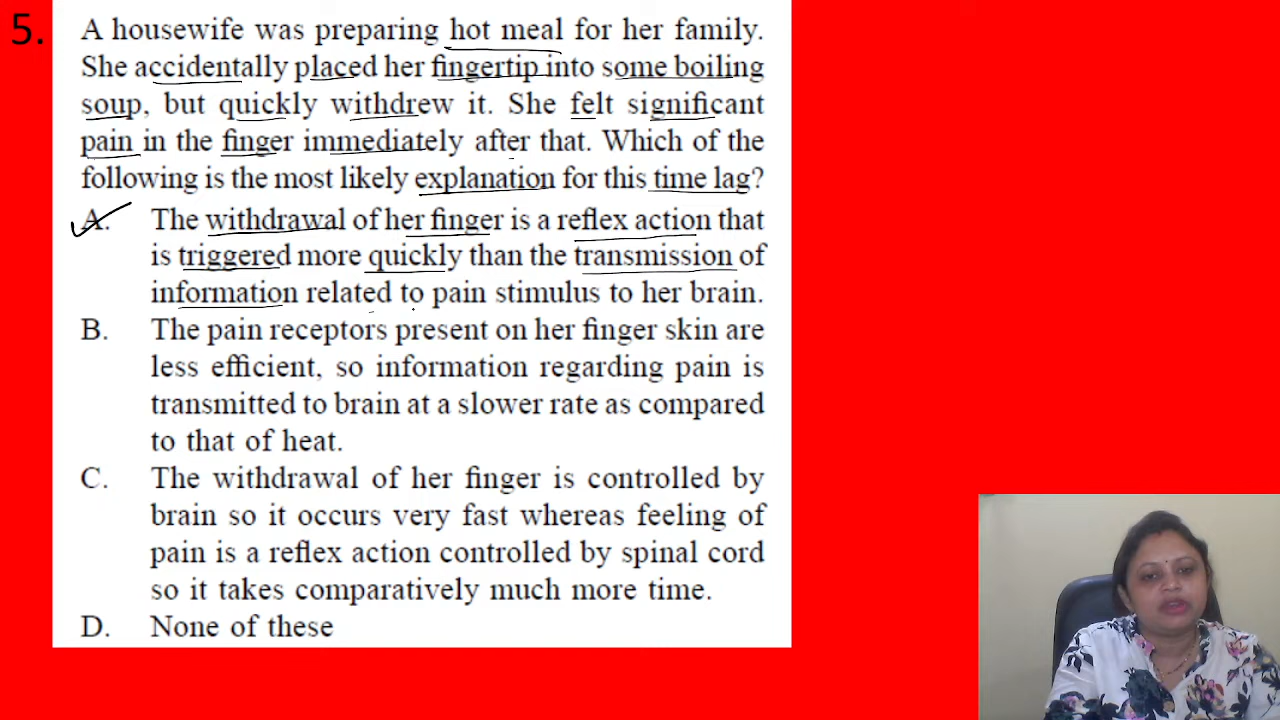 5.
A housewife was preparing hot meal for her family.
She accidentally placed her fingertip into some boiling
soup, but quickly withdrew it. She felt significant
pain in the finger immediately after that. Which of the
following is the most likely explanation for this time lag?
A. The withdrawal of her finger is a reflex action that
is triggered more quickly than the transmission of
information related to pain stimulus to her brain.
B. The pain receptors present on her finger skin are
less efficient, so information regarding pain is
transmitted to brain at a slower rate as compared
to that of heat.
C. The withdrawal of her finger is controlled by
brain so it occurs very fast whereas feeling of
pain is a reflex action controlled by spinal cord
so it takes comparatively much more time.
D. None of these